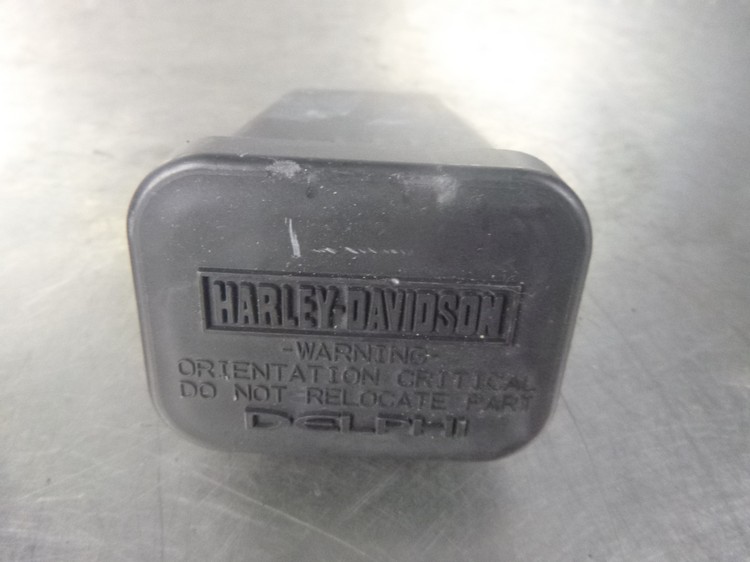 HARLEY-DAVIDSON
-WARNING-
ORIENTATION CRITICAL
DO NOT RELOCATE PART
DELPHI